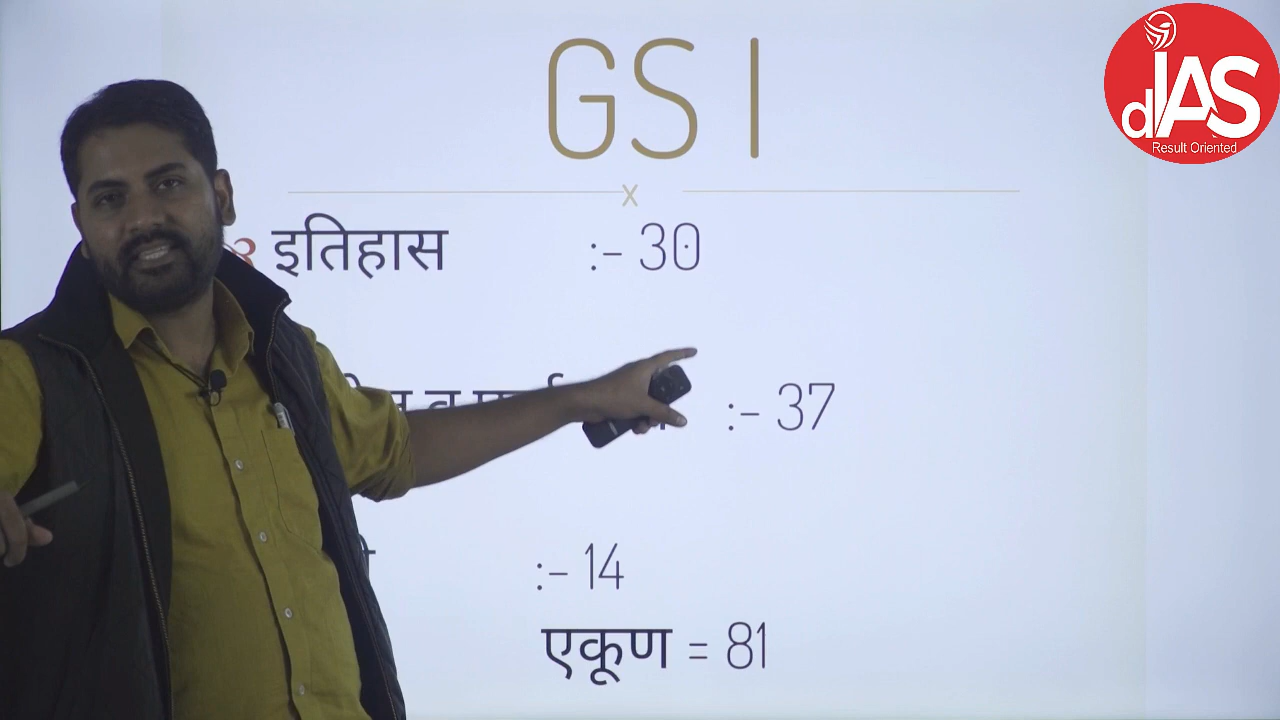 GS I
dIAS
Result Oriented
x
इतिहास :- 30
व :- 37
:- 14
एकूण = 81